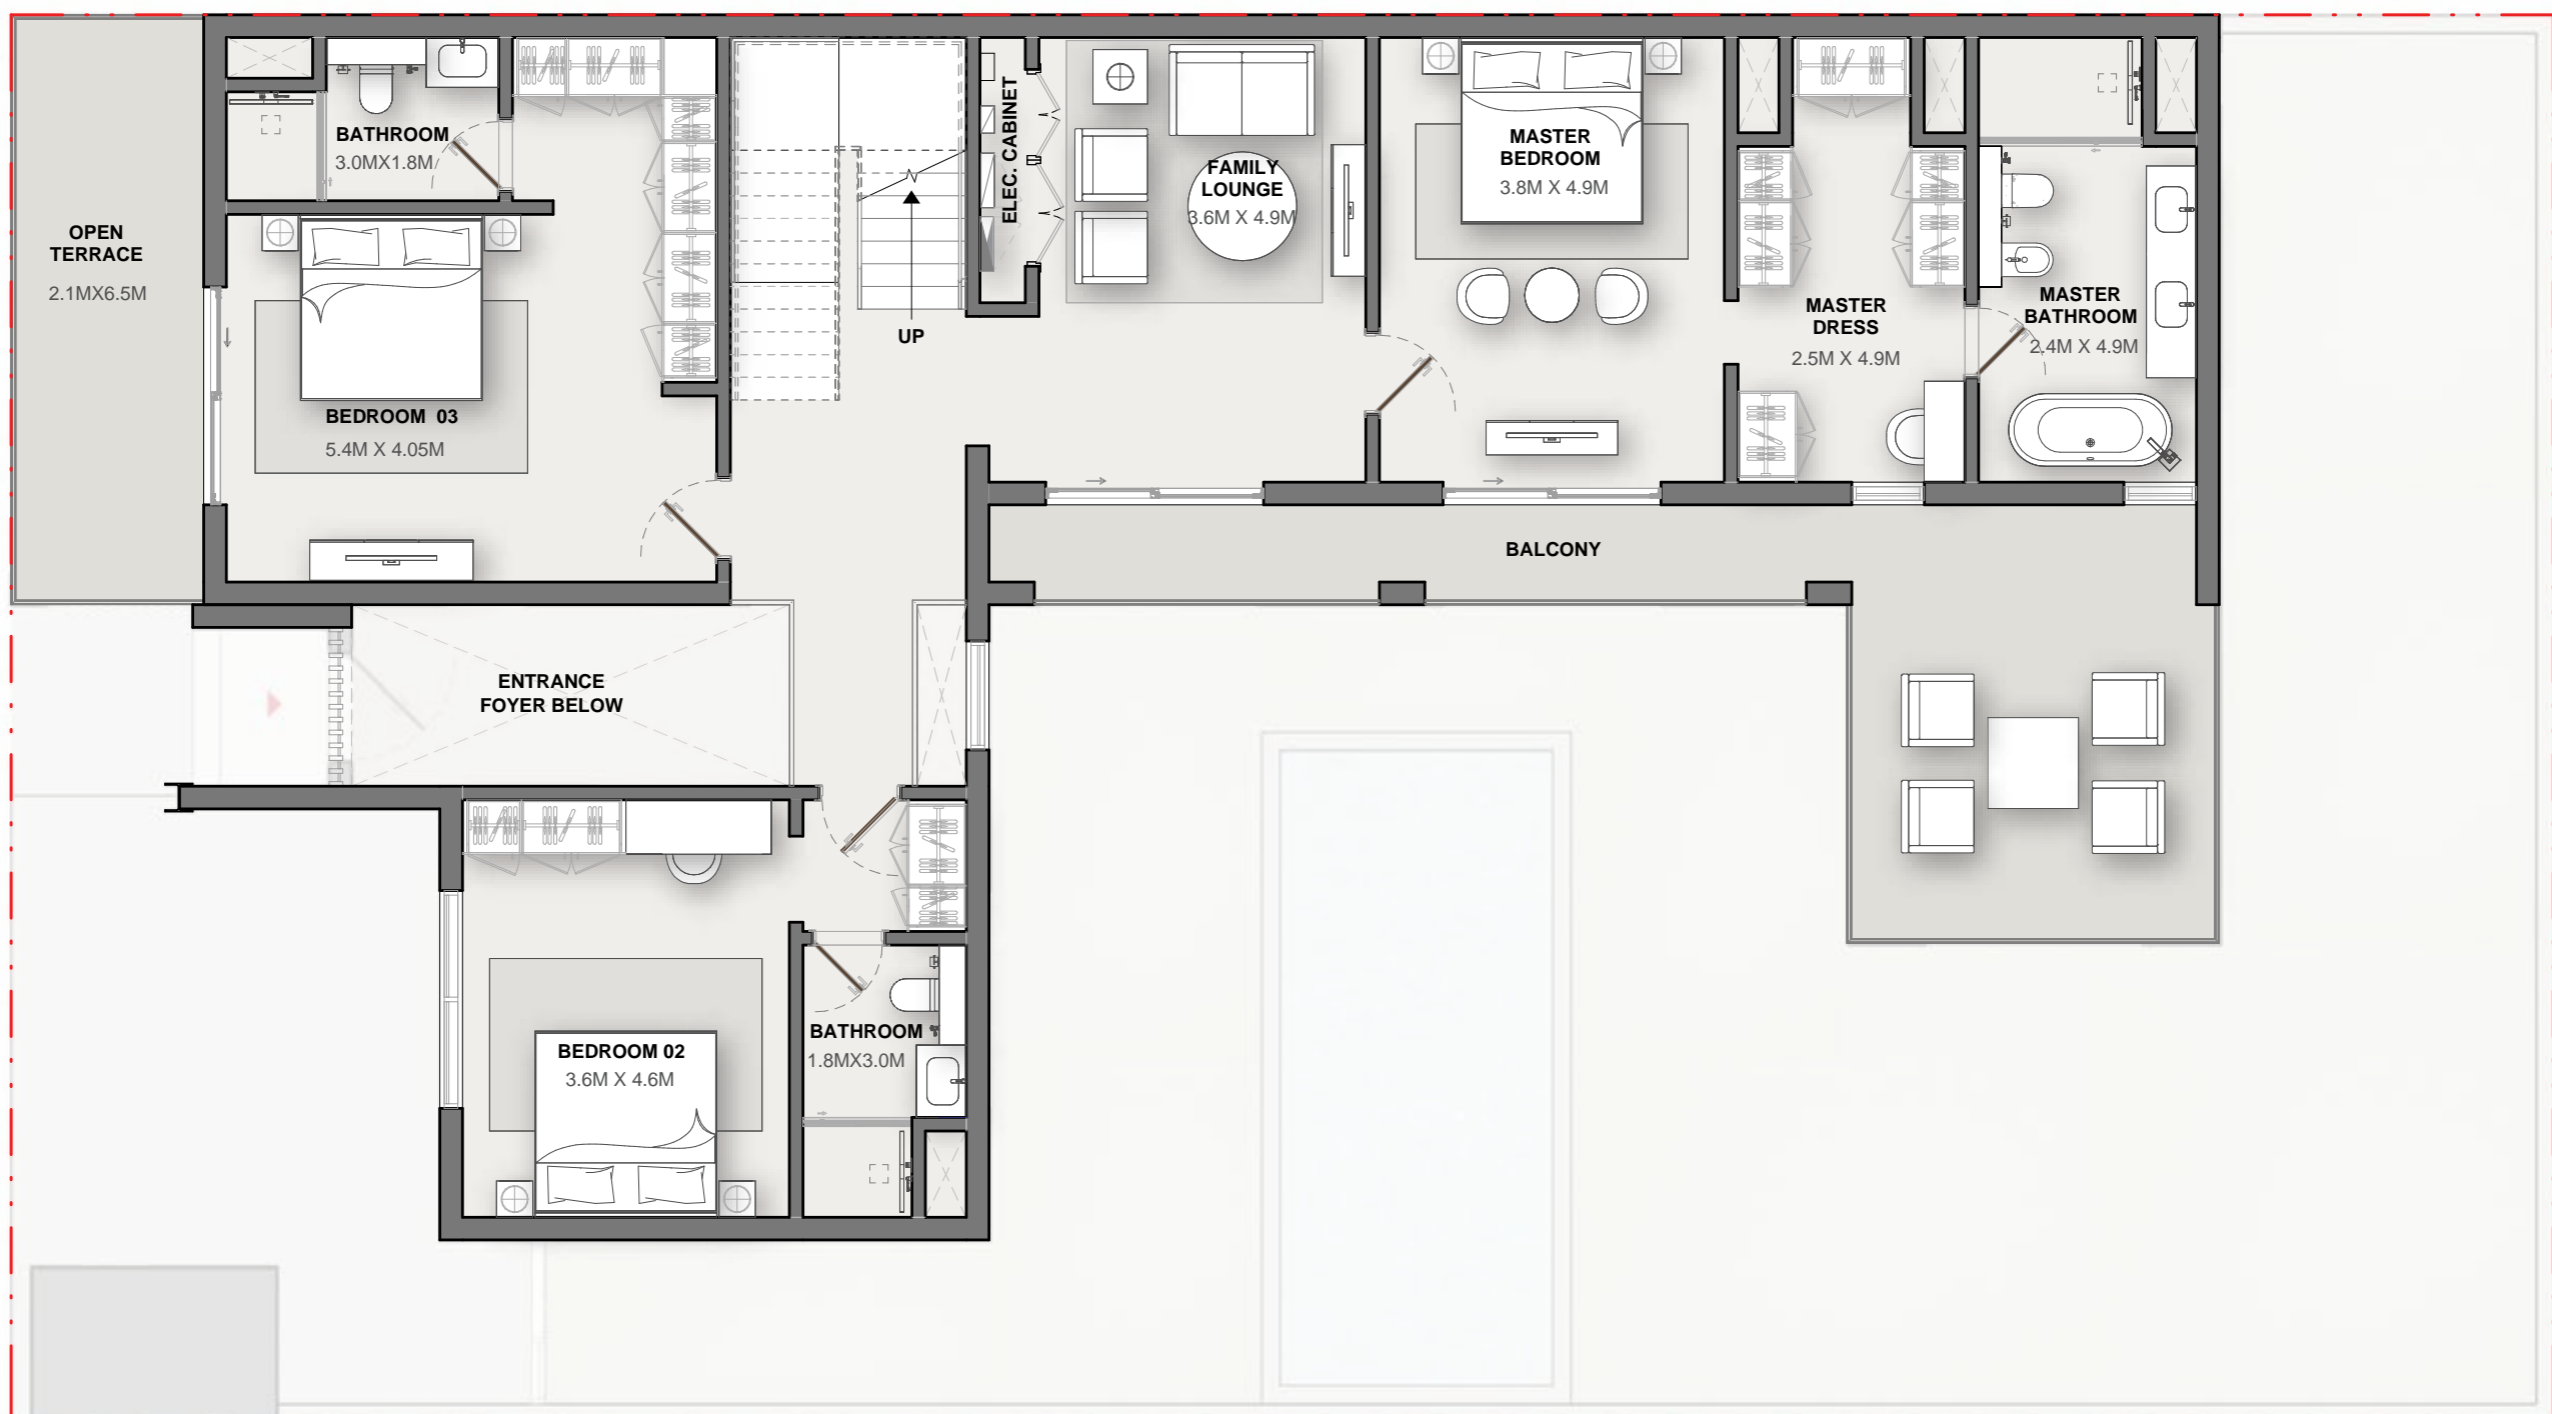 OPEN
TERRACE
2.1MX6.5M
BATHROOM
3.0MX1.8M
BEDROOM 03
5.4M X 4.05M
UP
ELEC. CABINET
FAMILY
LOUNGE
3.6M X 4.9M
MASTER
BEDROOM
3.8M X 4.9M
MASTER
DRESS
2.5M X 4.9M
MASTER
BATHROOM
2.4M X 4.9M
BALCONY
ENTRANCE
FOYER BELOW
BEDROOM 02
3.6M X 4.6M
BATHROOM
1.8MX3.0M